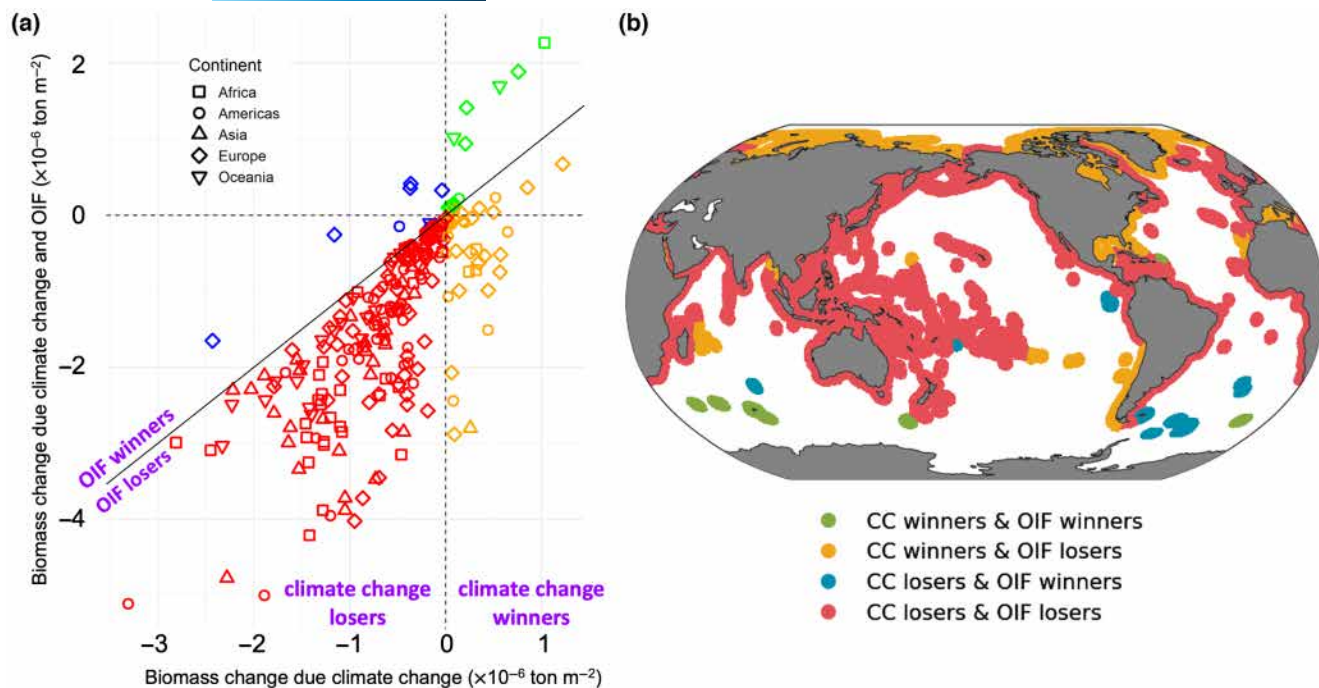 (a)
Biomass change due climate change and OIF (×10⁻⁶ ton m⁻²)
2
0
−2
−4
Continent
Africa
Americas
Asia
Europe
Oceania
OIF winners
OIF losers
climate change
losers
climate change
winners
−3
−2
−1
0
1
Biomass change due climate change (×10⁻⁶ ton m⁻²)
(b)
CC winners & OIF winners
CC winners & OIF losers
CC losers & OIF winners
CC losers & OIF losers